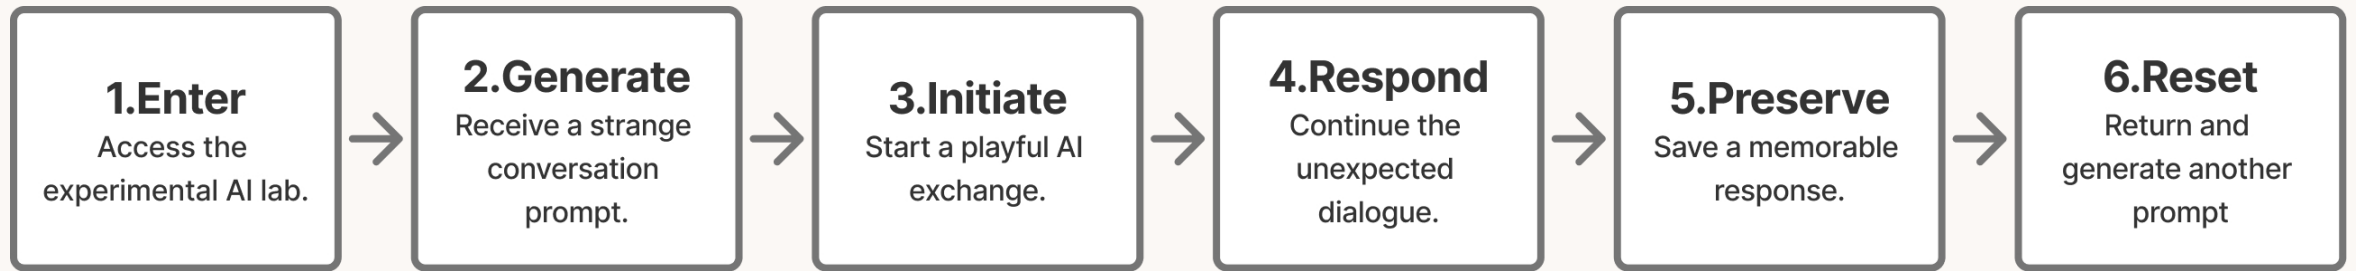 1.Enter
Access the
experimental AI lab.
2.Generate
Receive a strange
conversation
prompt.
3.Initiate
Start a playful AI
exchange.
4.Respond
Continue the
unexpected
dialogue.
5.Preserve
Save a memorable
response.
6.Reset
Return and
generate another
prompt